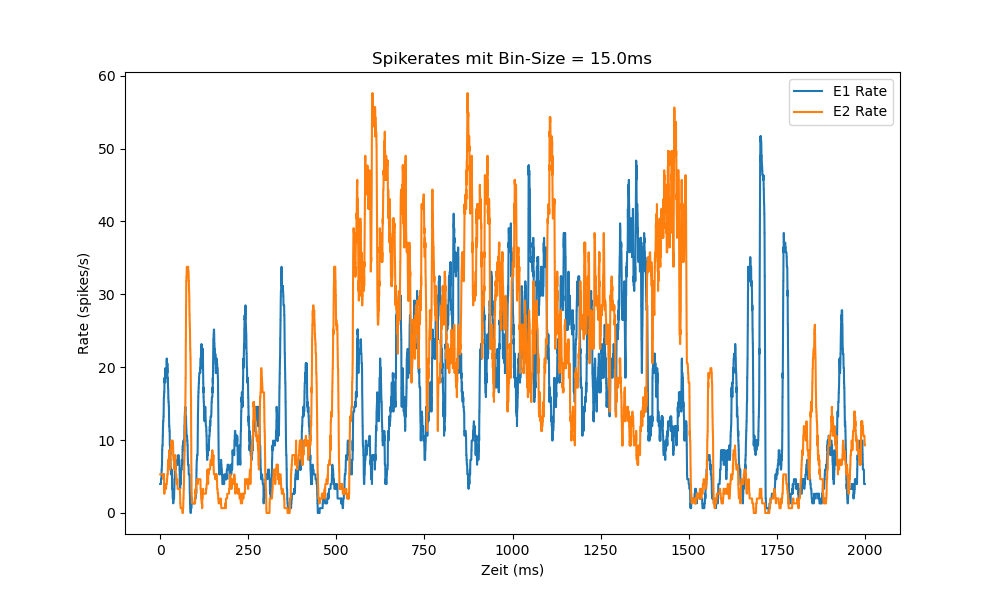 Spikerates mit Bin-Size = 15.0ms
E1 Rate
E2 Rate
60
50
40
30
20
10
0
Rate (spikes/s)
0 250 500 750 1000 1250 1500 1750 2000
Zeit (ms)